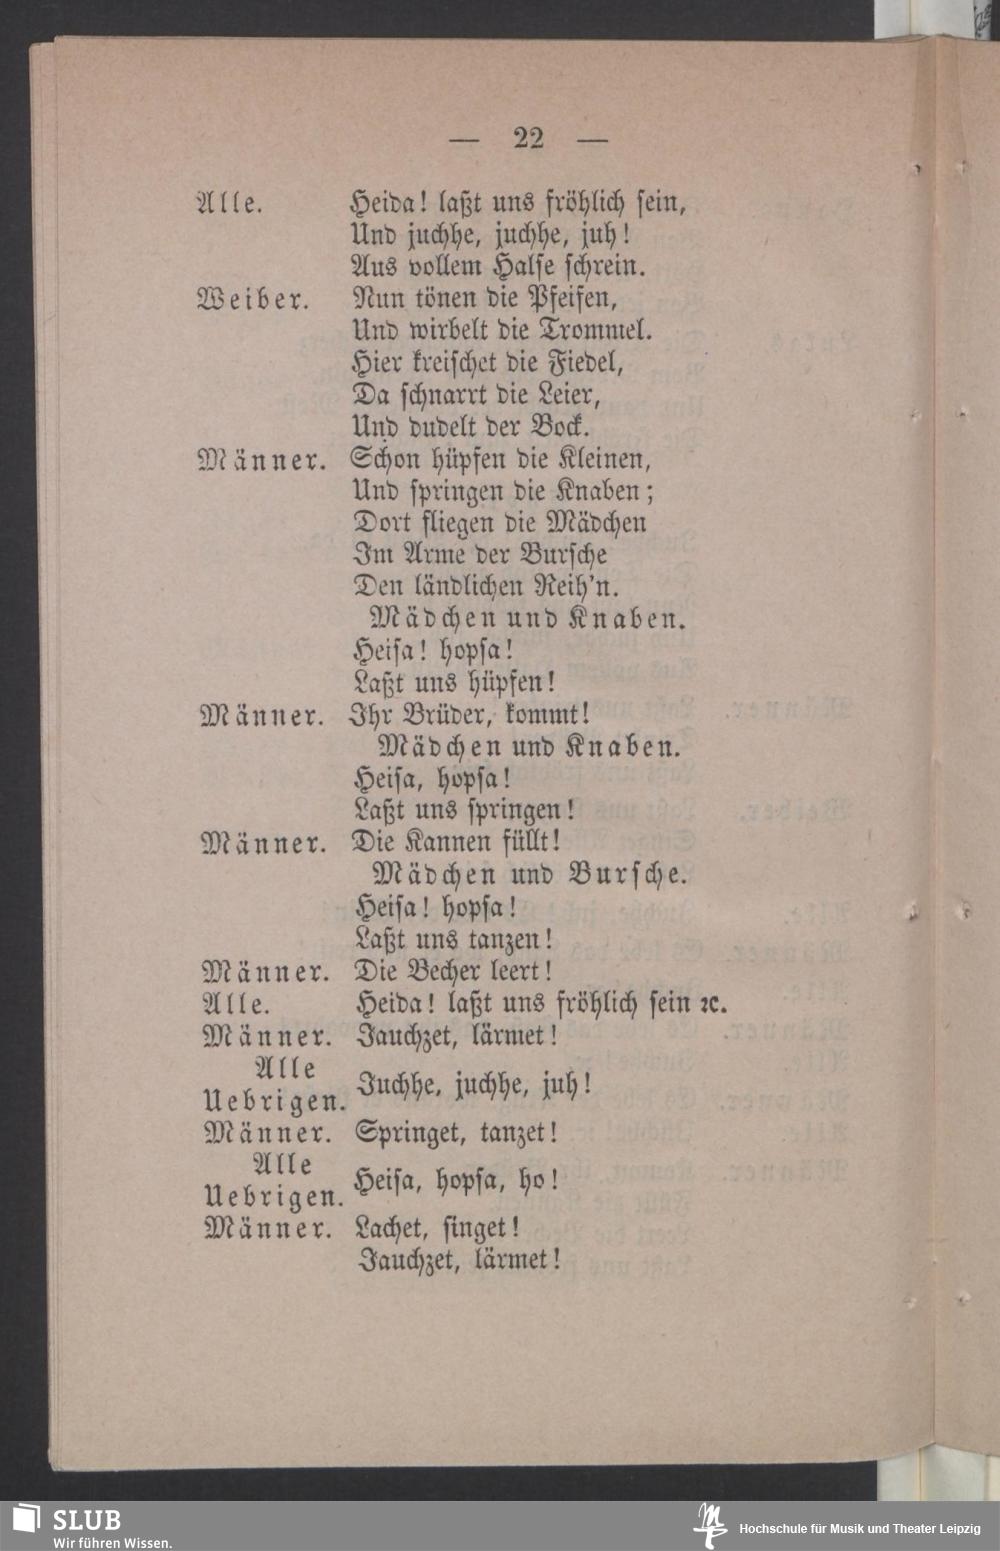 — 22 —
Alle. Heida! laßt uns fröhlich sein,
Und juchhe, juchhe, juh!
Aus vollem Halse schrein.
Weiber. Nun tönen die Pfeifen,
Und wirbelt die Trommel.
Hier kreischet die Fiedel,
Da schnarrt die Leier,
Und dudelt der Bock.
Männer. Schon hüpfen die Kleinen,
Und springen die Knaben;
Dort fliegen die Mädchen
Im Arme der Bursche
Den ländlichen Reih'n.
Mädchen und Knaben.
Heisa! hopsa!
Laßt uns hüpfen!
Männer. Ihr Brüder, kommt!
Mädchen und Knaben.
Heisa, hopsa!
Laßt uns springen!
Männer. Die Kannen füllt!
Mädchen und Bursche.
Heisa! hopsa!
Laßt uns tanzen!
Männer. Die Becher leert!
Alle. Heida! laßt uns fröhlich sein ꝛc.
Männer. Jauchzet, lärmet!
Alle
Uebrigen. Juchhe, juchhe, juh!
Männer. Springet, tanzet!
Alle
Uebrigen. Heisa, hopsa, ho!
Männer. Lachet, singet!
Jauchzet, lärmet!
SLUB
Wir führen Wissen.
Hochschule für Musik und Theater Leipzig